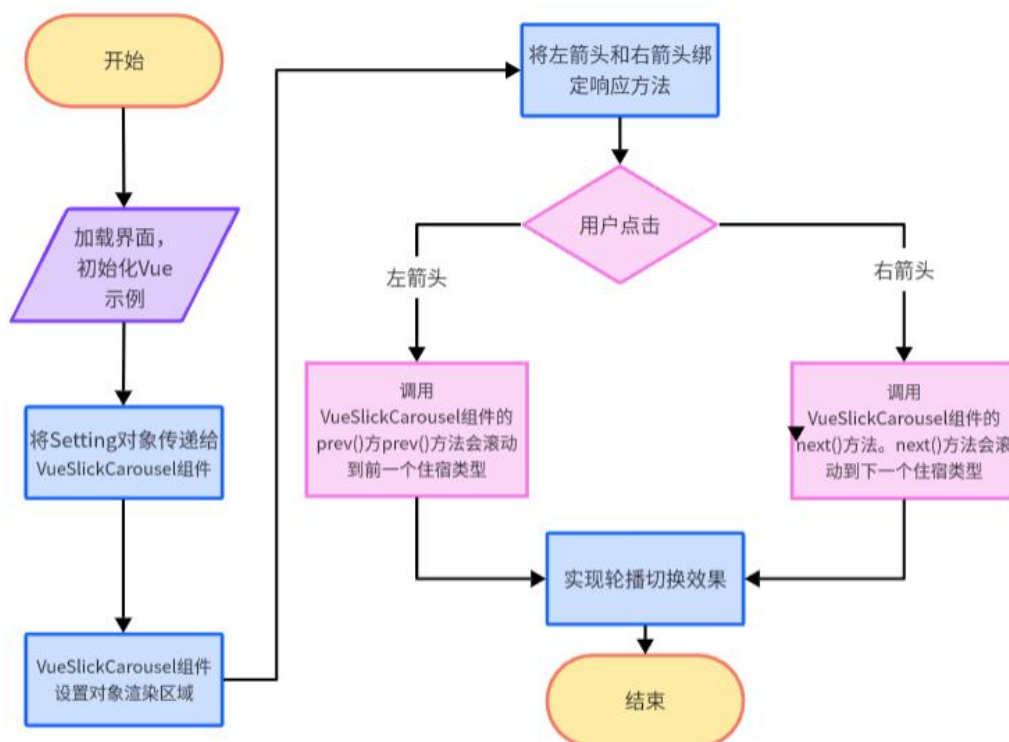 开始
加载界面，
初始化Vue
示例
将Setting对象传递给
VueSlickCarousel组件
VueSlickCarousel组件
设置对象渲染区域
将左箭头和右箭头绑
定响应方法
用户点击
左箭头
右箭头
调用
VueSlickCarousel组件的
prev()方prev()方法会滚动
到前一个住宿类型
调用
VueSlickCarousel组件的
next()方法。next()方法会滚
动到下一个住宿类型
实现轮播切换效果
结束